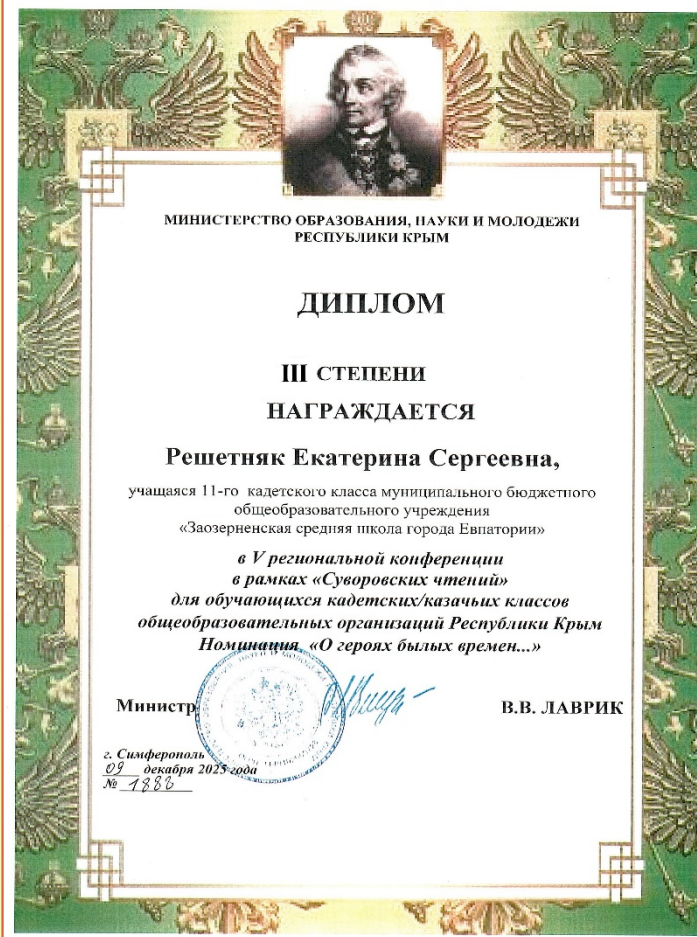 МИНИСТЕРСТВО ОБРАЗОВАНИЯ, НАУКИ И МОЛОДЕЖИ
РЕСПУБЛИКИ КРЫМ
ДИПЛОМ
III СТЕПЕНИ
НАГРАЖДАЕТСЯ
Решетняк Екатерина Сергеевна,
учащаяся 11-го кадетского класса муниципального бюджетного
общеобразовательного учреждения
«Заозерненская средняя школа города Евпатории»
в V региональной конференции
в рамках «Суворовских чтений»
для обучающихся кадетских/казачьих классов
общеобразовательных организаций Республики Крым
Номинация «О героях былых времен...»
Министр В.В. ЛАВРИК
г. Симферополь
09 декабря 2025 года
№ 1888